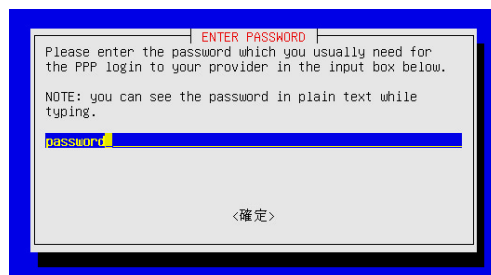 ENTER PASSWORD
Please enter the password which you usually need for
the PPP login to your provider in the input box below.
NOTE: you can see the password in plain text while
typing.
password
<確定>